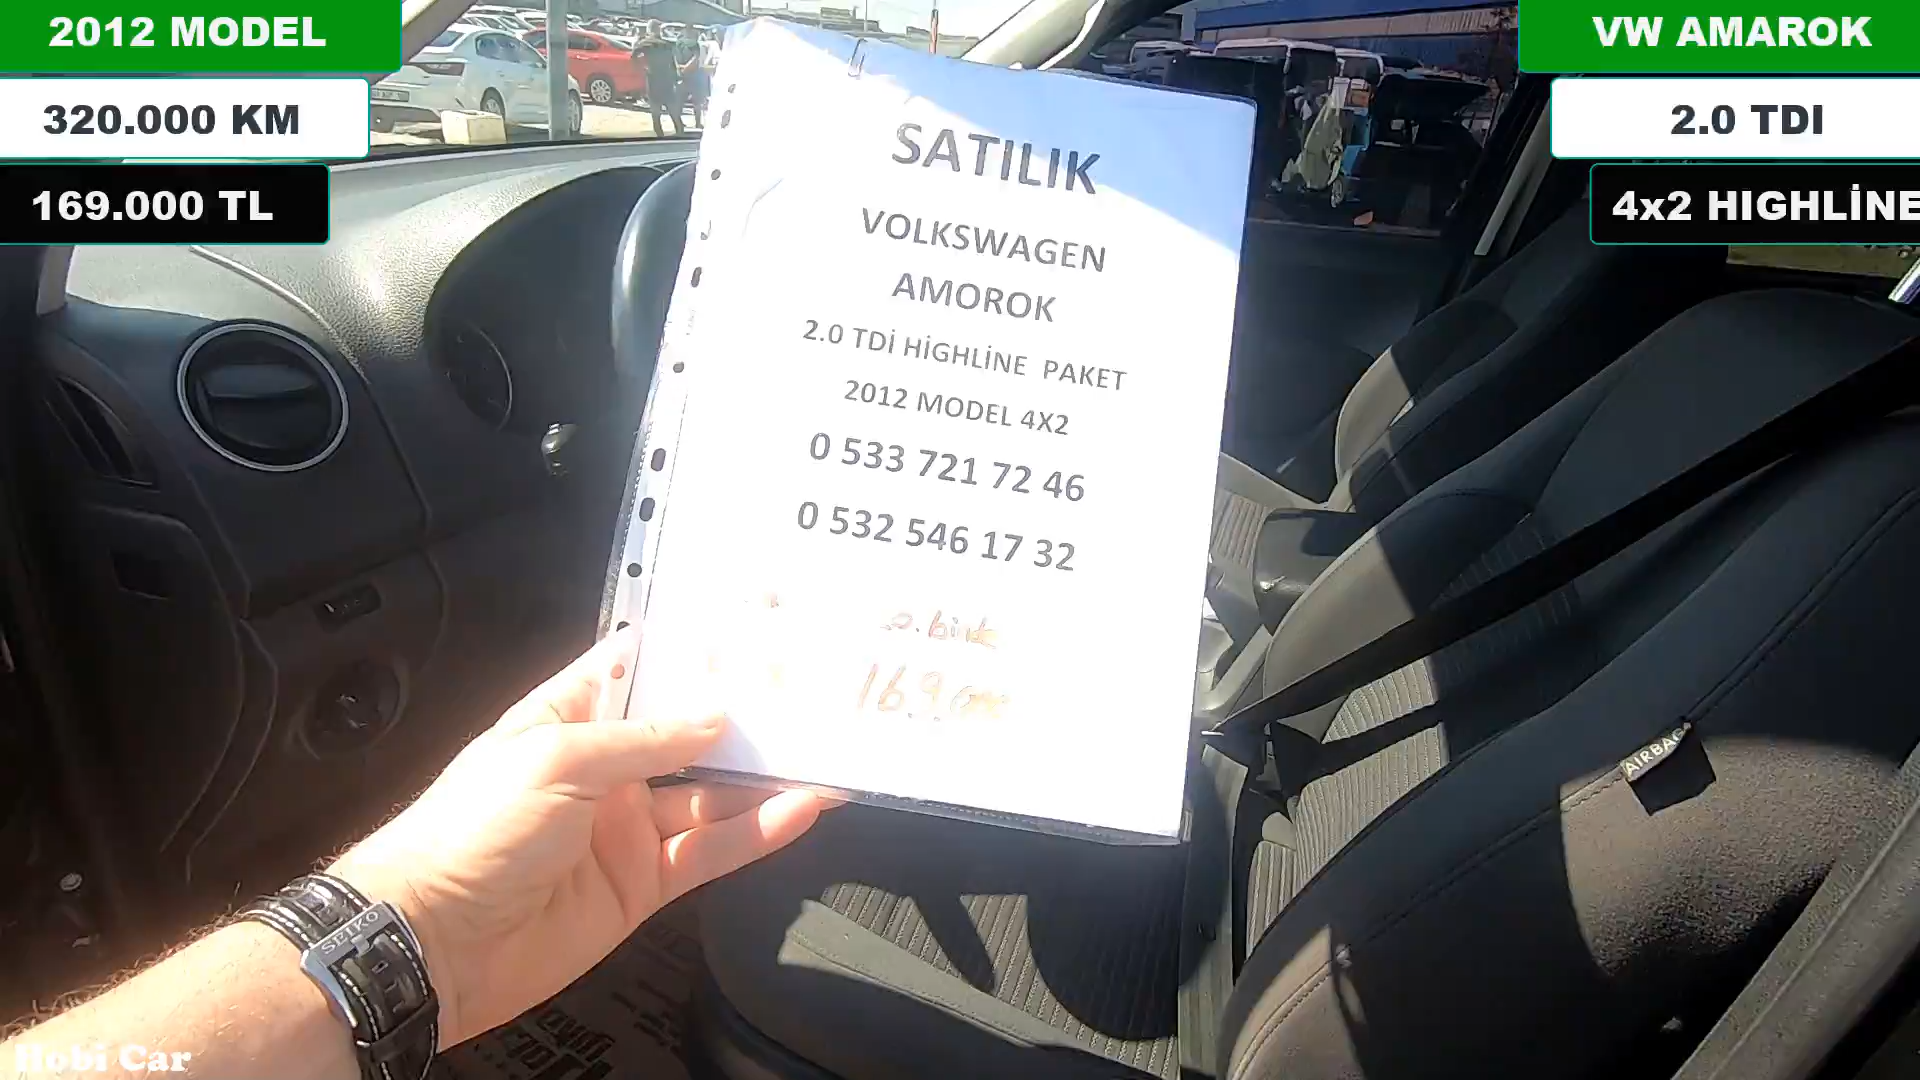 2012 MODEL
320.000 KM
169.000 TL
VW AMAROK
2.0 TDI
4x2 HIGHLİNE
SATILIK
VOLKSWAGEN
AMOROK
2.0 TDİ HİGHLİNE PAKET
2012 MODEL 4X2
0 533 721 72 46
0 532 546 17 32
AIRBAG
SEIKO
Hobi Car